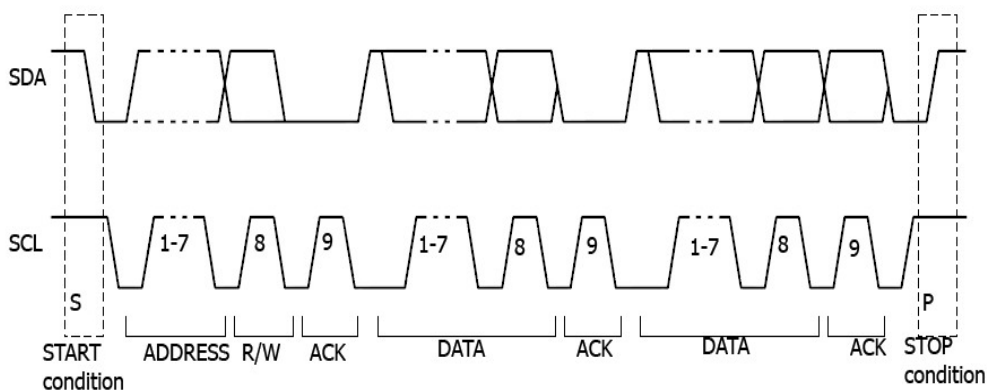 SDA
SCL
1-7
8
9
1-7
8
9
1-7
8
9
S
P
START
condition
ADDRESS
R/W
ACK
DATA
ACK
DATA
ACK
STOP
condition